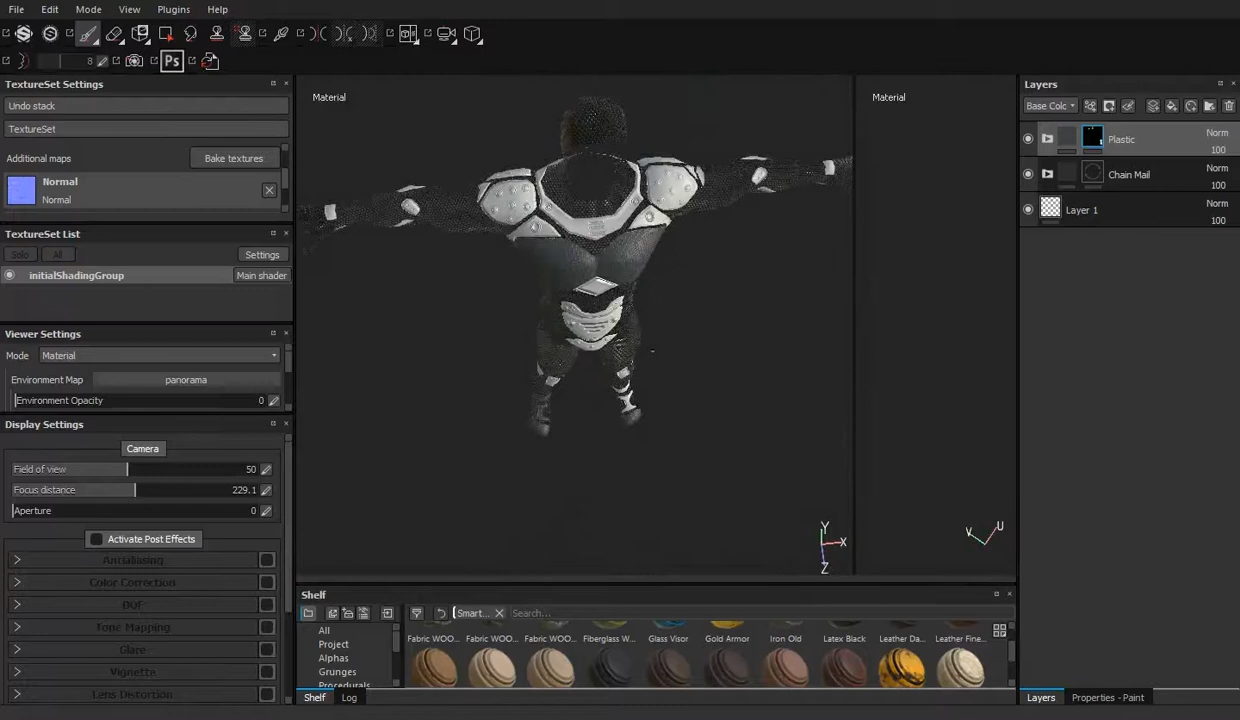 File Edit Mode View Plugins Help
8
Ps
TextureSet Settings
Undo stack
TextureSet
Additional maps
Bake textures
Normal
Normal
TextureSet List
Solo
All
Settings
initialShadingGroup
Main shader
Viewer Settings
Mode
Material
Environment Map
panorama
Environment Opacity
0
Display Settings
Camera
Field of view
50
Focus distance
229.1
Aperture
0
Activate Post Effects
Antialiasing
Color Correction
DOF
Tone Mapping
Glare
Vignette
Lens Distortion
Material
Material
Y
X
Z
V
U
Shelf
Smart...
Search...
All
Project
Alphas
Grunges
Procedurals
Fabric WOO...
Fabric WOO...
Fabric WOO...
Fiberglass W...
Glass Visor
Gold Armor
Iron Old
Latex Black
Leather Da...
Leather Fine...
Shelf
Log
Layers
Base Colc
Plastic
Norm
100
Chain Mail
Norm
100
Layer 1
Norm
100
Layers
Properties - Paint